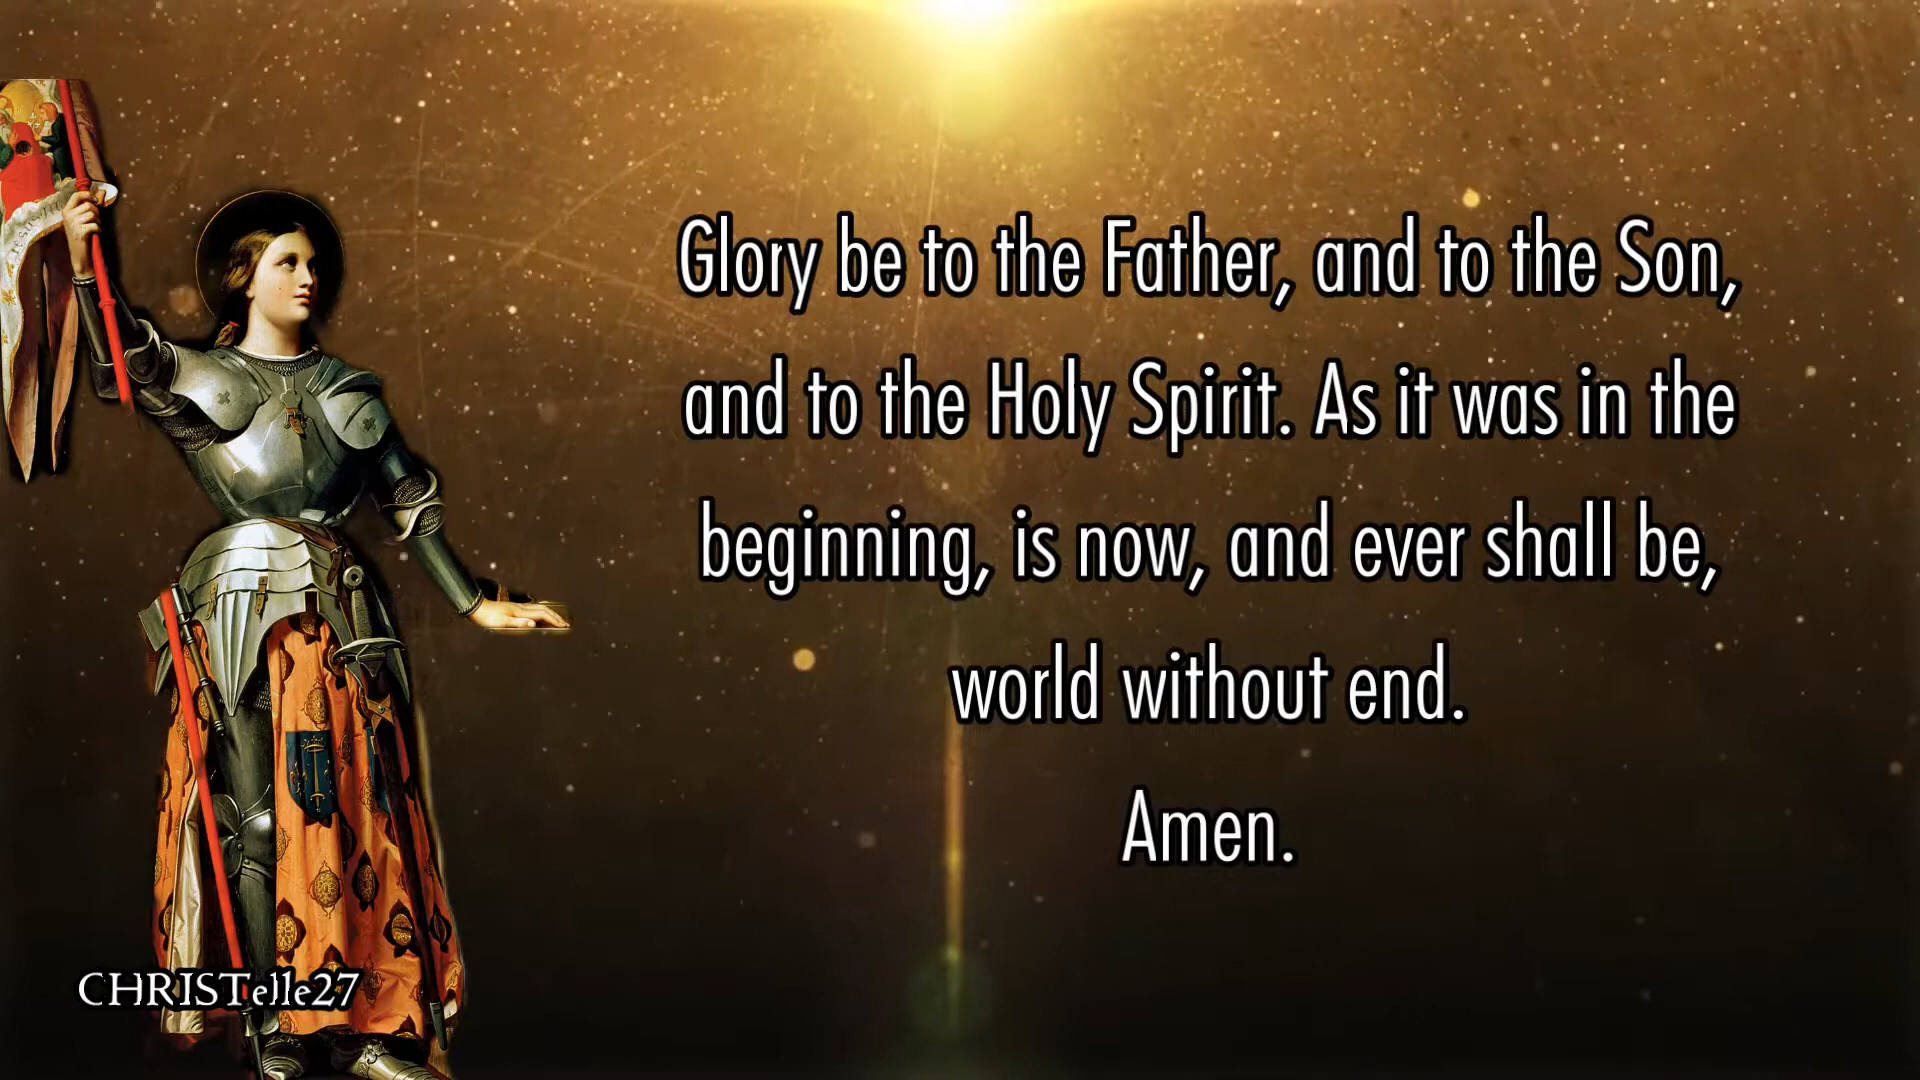 Glory be to the Father, and to the Son,
and to the Holy Spirit. As it was in the
beginning, is now, and ever shall be,
world without end.
Amen.
CHRISTelle27